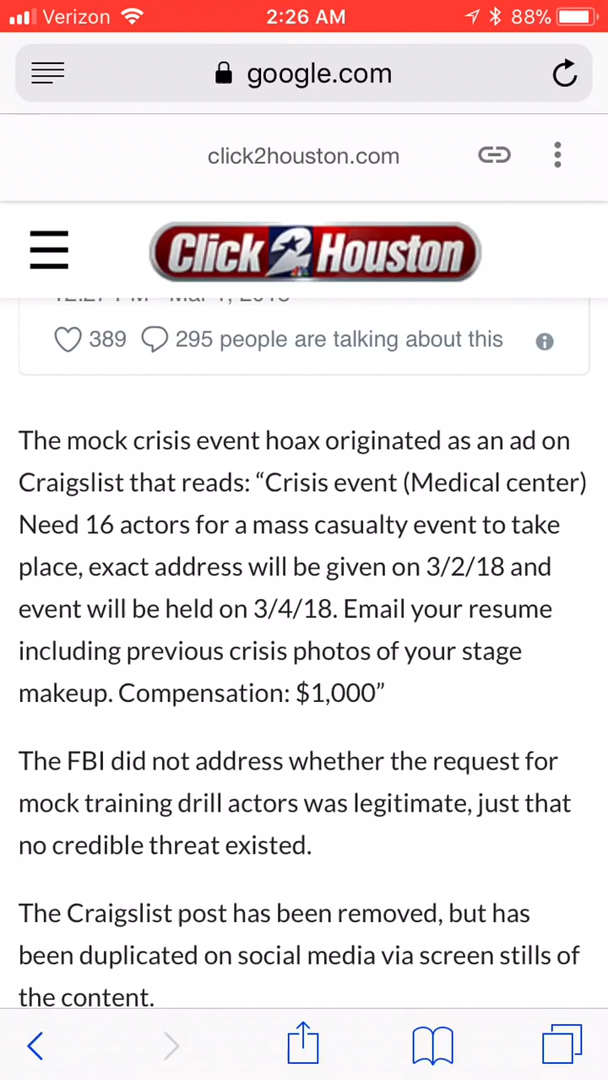 Verizon 2:26 AM 88%
google.com
click2houston.com
Click 2 Houston
389 295 people are talking about this
The mock crisis event hoax originated as an ad on
Craigslist that reads: “Crisis event (Medical center)
Need 16 actors for a mass casualty event to take
place, exact address will be given on 3/2/18 and
event will be held on 3/4/18. Email your resume
including previous crisis photos of your stage
makeup. Compensation: $1,000”
The FBI did not address whether the request for
mock training drill actors was legitimate, just that
no credible threat existed.
The Craigslist post has been removed, but has
been duplicated on social media via screen stills of
the content.